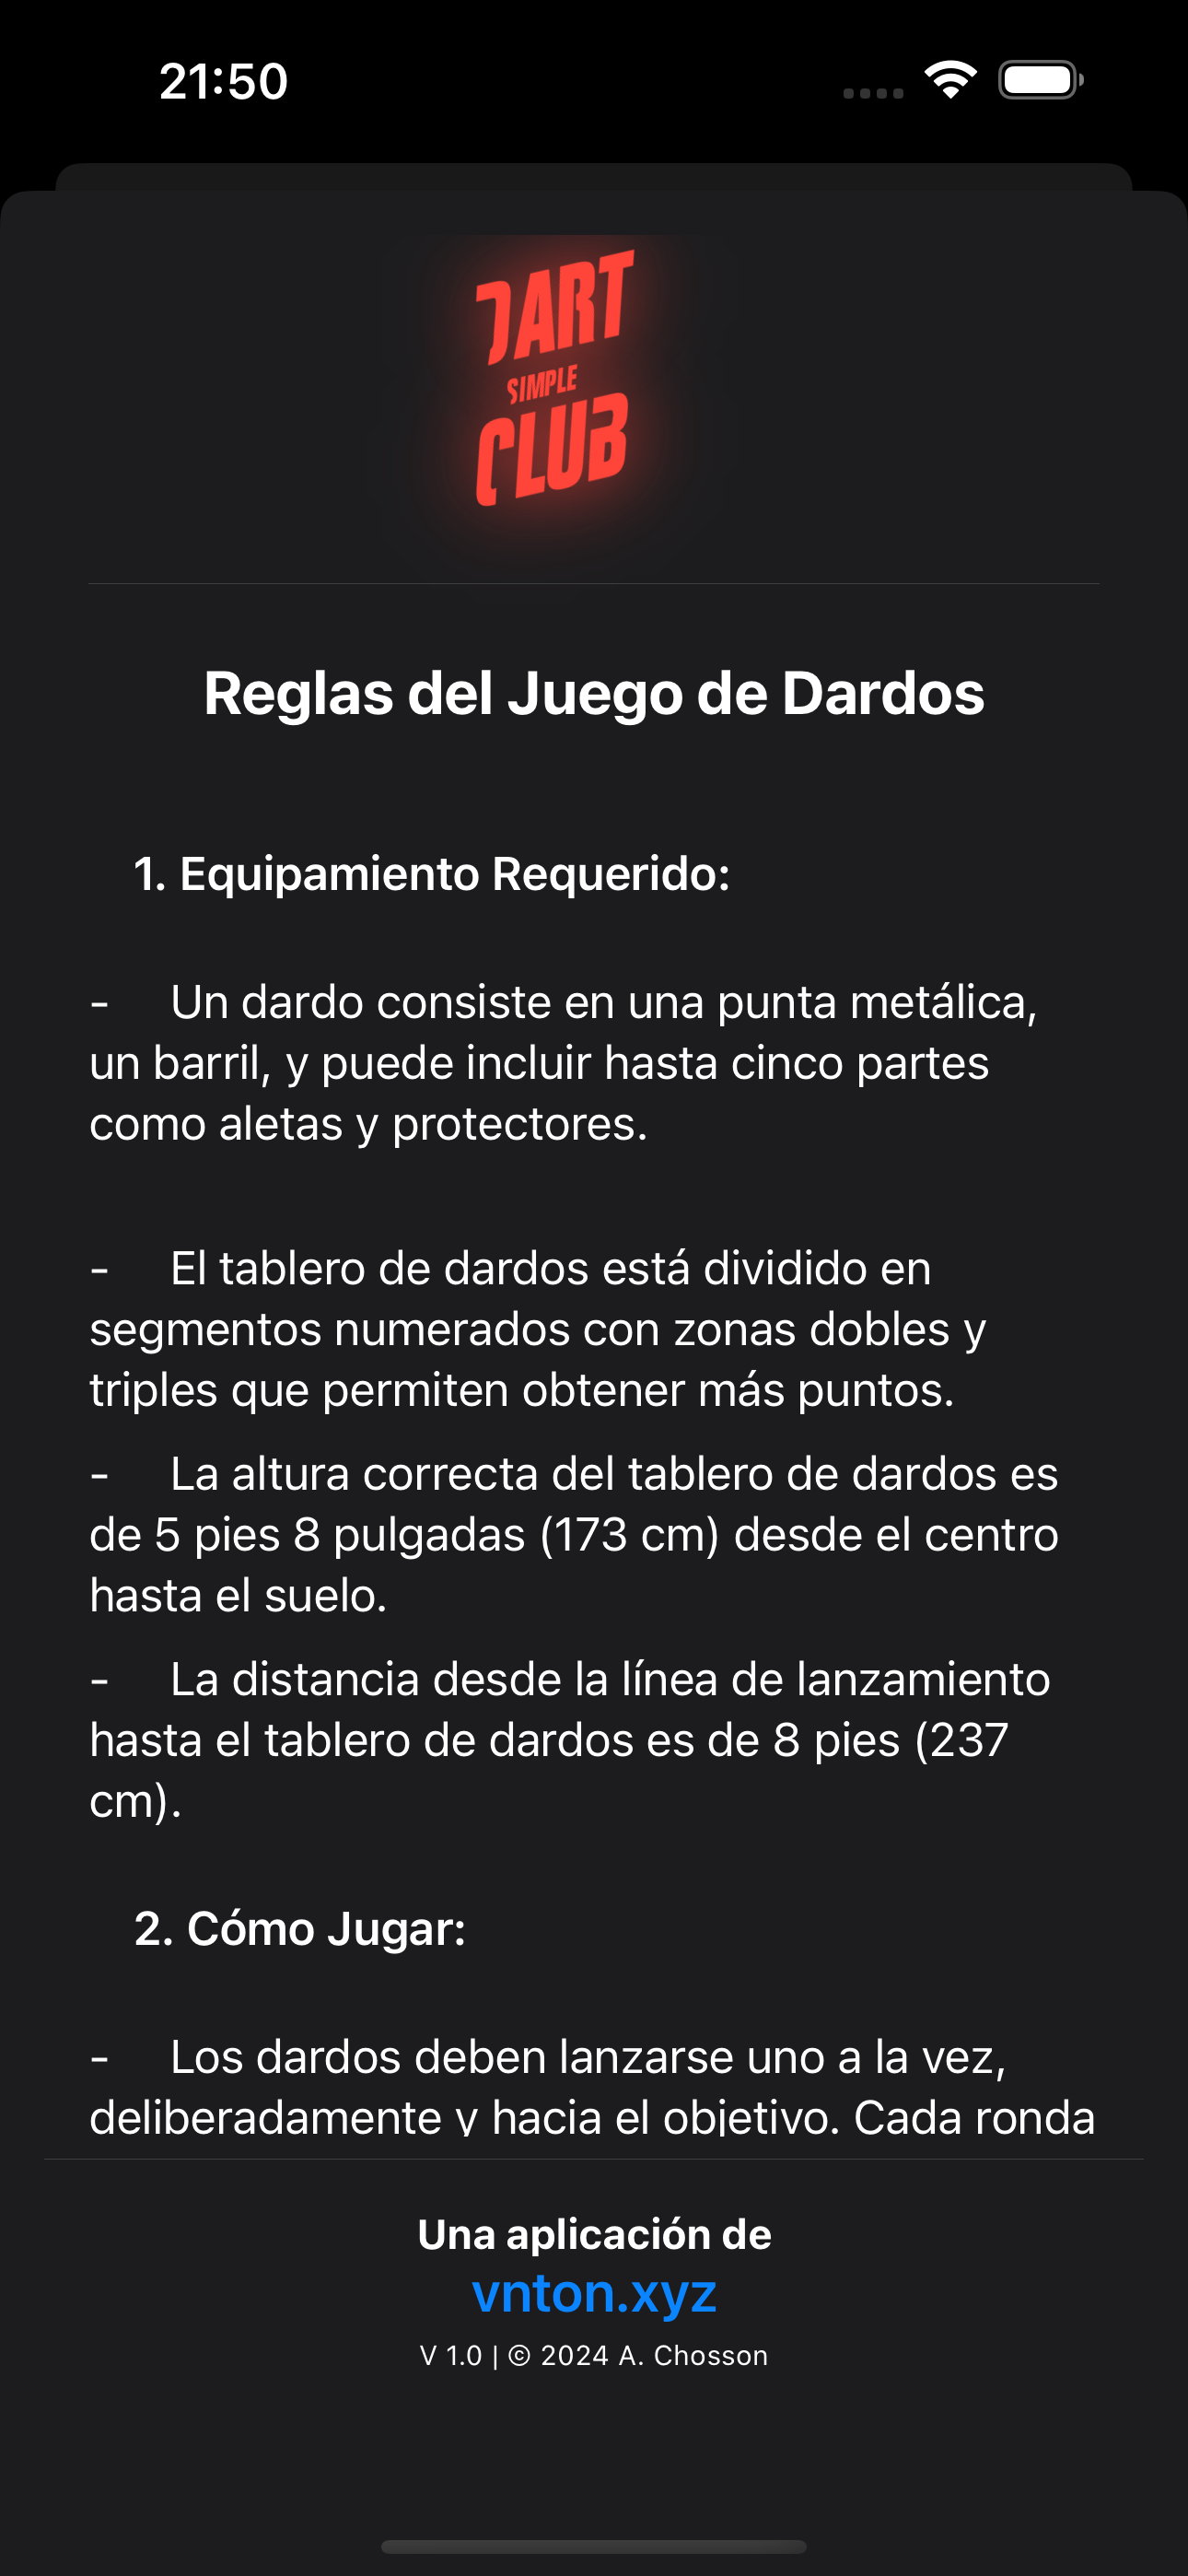 21:50
DART
SIMPLE
CLUB
Reglas del Juego de Dardos
1. Equipamiento Requerido:
- Un dardo consiste en una punta metálica,
un barril, y puede incluir hasta cinco partes
como aletas y protectores.
- El tablero de dardos está dividido en
segmentos numerados con zonas dobles y
triples que permiten obtener más puntos.
- La altura correcta del tablero de dardos es
de 5 pies 8 pulgadas (173 cm) desde el centro
hasta el suelo.
- La distancia desde la línea de lanzamiento
hasta el tablero de dardos es de 8 pies (237
cm).
2. Cómo Jugar:
- Los dardos deben lanzarse uno a la vez,
deliberadamente y hacia el objetivo. Cada ronda
Una aplicación de
vnton.xyz
V 1.0 | © 2024 A. Chosson